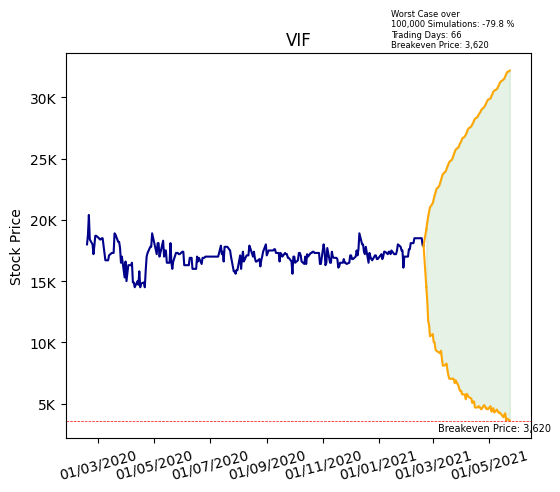 Worst Case over
100,000 Simulations: -79.8 %
Trading Days: 66
Breakeven Price: 3,620
VIF
Stock Price
30K
25K
20K
15K
10K
5K
Breakeven Price: 3,620
01/03/2020 01/05/2020 01/07/2020 01/09/2020 01/11/2020 01/01/2021 01/03/2021 01/05/2021